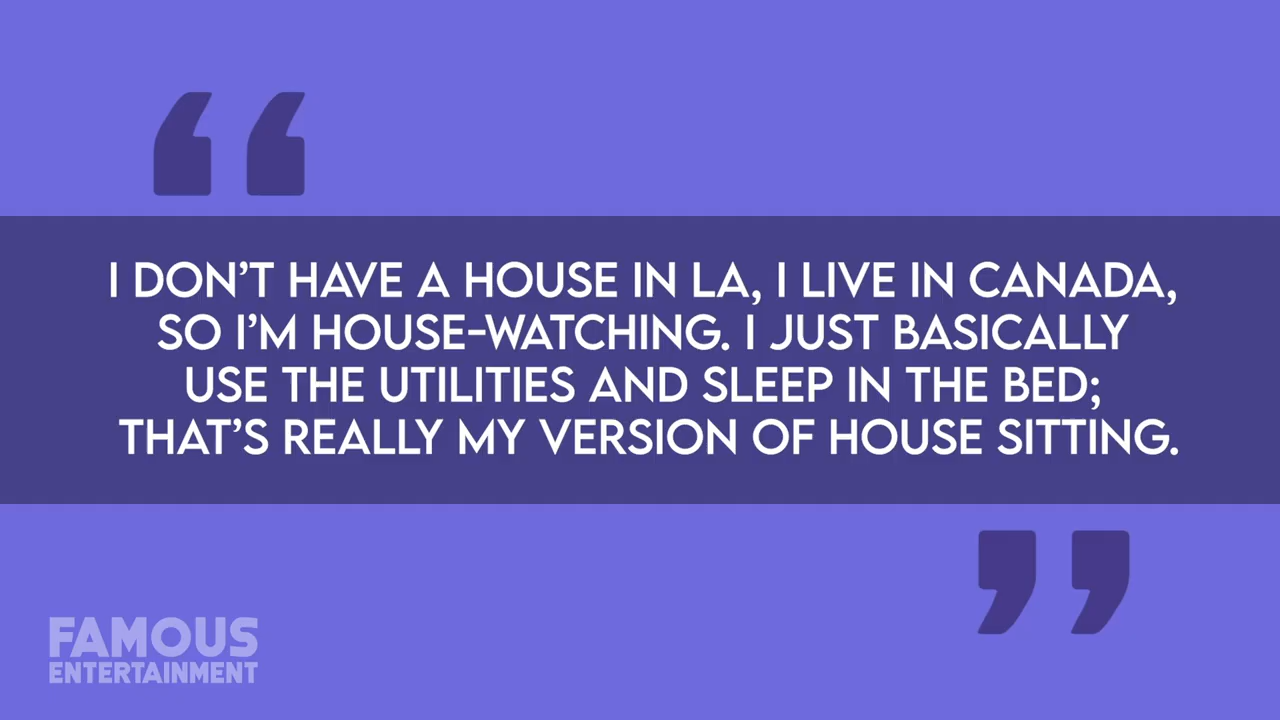 “
I DON’T HAVE A HOUSE IN LA, I LIVE IN CANADA,
SO I’M HOUSE-WATCHING. I JUST BASICALLY
USE THE UTILITIES AND SLEEP IN THE BED;
THAT’S REALLY MY VERSION OF HOUSE SITTING.
”
FAMOUS
ENTERTAINMENT